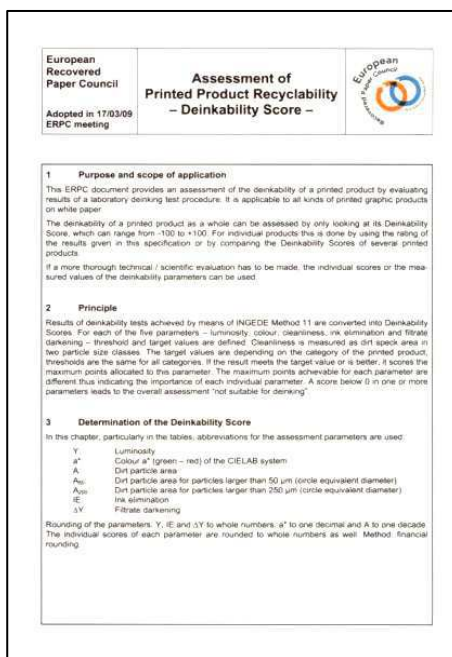 European
Recovered
Paper Council
Adopted in 17/03/09
ERPC meeting
Assessment of
Printed Product Recyclability
– Deinkability Score –
European
Recovered Paper Council
1 Purpose and scope of application
This ERPC document provides an assessment of the deinkability of a printed product by evaluating
results of a laboratory deinking test procedure. It is applicable to all kinds of printed graphic products
on white paper
The deinkability of a printed product as a whole can be assessed by only looking at its Deinkability
Score, which can range from -100 to +100. For individual products this is done by using the rating of
the results given in this specification or by comparing the Deinkability Scores of several printed
products.
If a more thorough technical / scientific evaluation has to be made, the individual scores or the mea-
sured values of the deinkability parameters can be used.
2 Principle
Results of deinkability tests achieved by means of INGEDE Method 11 are converted into Deinkability
Scores. For each of the five parameters – luminosity, colour, cleanliness, ink elimination and filtrate
darkening – threshold and target values are defined. Cleanliness is measured as dirt speck area in
two particle size classes. The target values are depending on the category of the printed product,
thresholds are the same for all categories. If the result meets the target value or is better, it scores the
maximum points allocated to this parameter. The maximum points achievable for each parameter are
different thus indicating the importance of each individual parameter. A score below 0 in one or more
parameters leads to the overall assessment "not suitable for deinking".
3 Determination of the Deinkability Score
In this chapter, particularly in the tables, abbreviations for the assessment parameters are used:
Y Luminosity
a* Colour a* (green – red) of the CIELAB system
A Dirt particle area
A50 Dirt particle area for particles larger than 50 µm (circle equivalent diameter)
A250 Dirt particle area for particles larger than 250 µm (circle equivalent diameter)
IE Ink elimination
ΔY Filtrate darkening
Rounding of the parameters: Y, IE and ΔY to whole numbers, a* to one decimal and A to one decade.
The individual scores of each parameter are rounded to whole numbers as well. Method: financial
rounding.